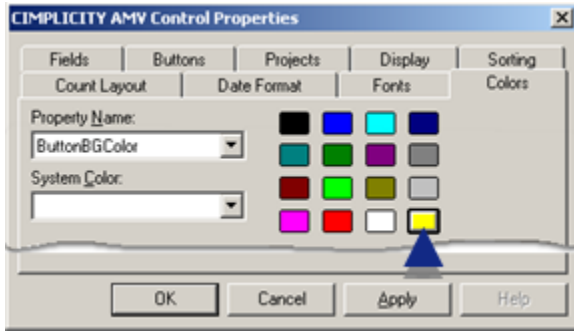 CIMPLICITY AMV Control Properties
Fields Buttons Projects Display Sorting
Count Layout Date Format Fonts Colors
Property Name:
ButtonBGColor
System Color:
OK Cancel Apply Help